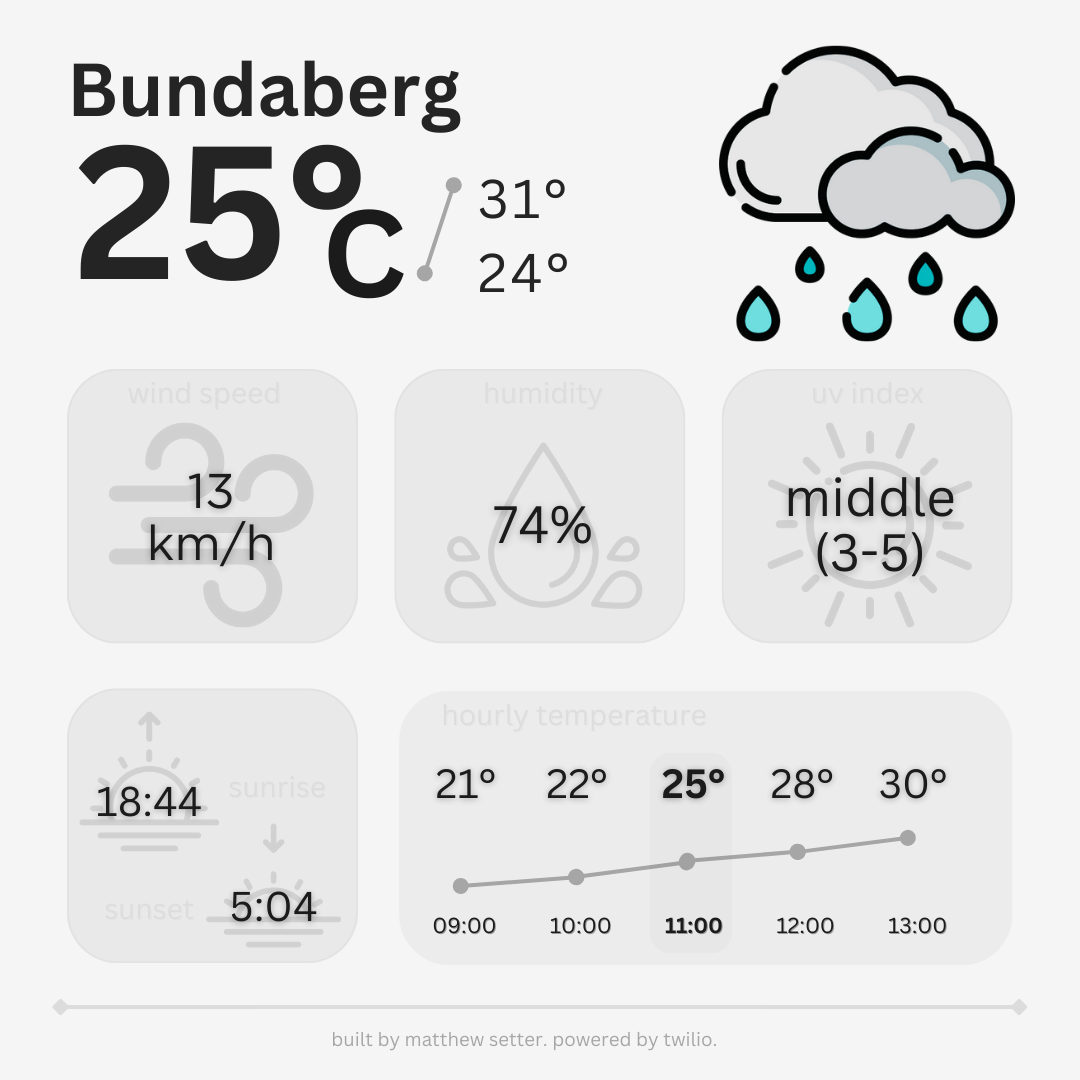 Bundaberg
25°C
31°
24°
wind speed
13
km/h
humidity
74%
uv index
middle
(3-5)
18:44
sunrise
sunset
5:04
hourly temperature
21° 22° 25° 28° 30°
09:00 10:00 11:00 12:00 13:00
built by matthew setter. powered by twilio.